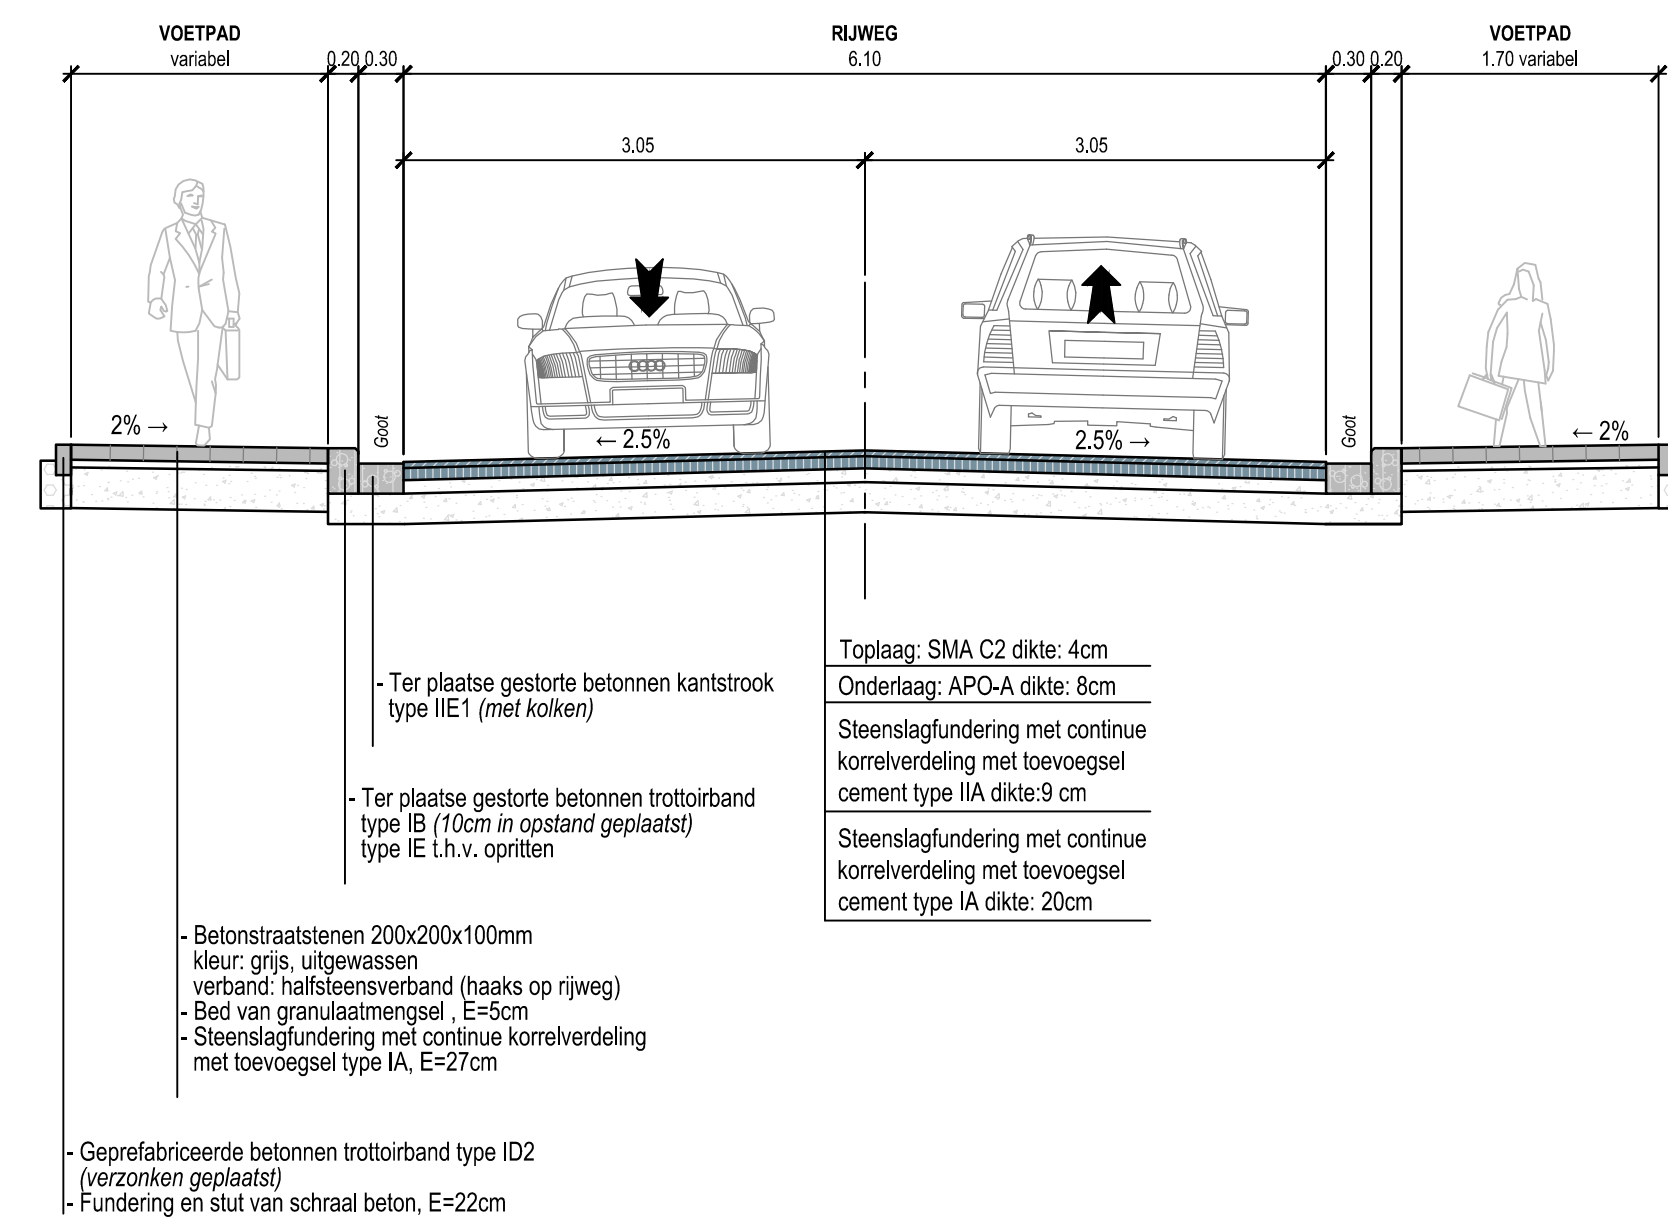 VOETPAD
variabel
0.20 0.30
RIJWEG
6.10
0.30 0.20
VOETPAD
1.70 variabel
3.05
3.05
2% →
Goot
← 2.5%
2.5% →
Goot
← 2%
Toplaag: SMA C2 dikte: 4cm
Onderlaag: APO-A dikte: 8cm
Steenslagfundering met continue
korrelverdeling met toevoegsel
cement type IIA dikte:9 cm
Steenslagfundering met continue
korrelverdeling met toevoegsel
cement type IA dikte: 20cm
- Ter plaatse gestorte betonnen kantstrook
type IIE1 (met kolken)
- Ter plaatse gestorte betonnen trottoirband
type IB (10cm in opstand geplaatst)
type IE t.h.v. opritten
- Betonstraatstenen 200x200x100mm
kleur: grijs, uitgewassen
verband: halfsteensverband (haaks op rijweg)
- Bed van granulaatmengsel , E=5cm
- Steenslagfundering met continue korrelverdeling
met toevoegsel type IA, E=27cm
- Geprefabriceerde betonnen trottoirband type ID2
(verzonken geplaatst)
- Fundering en stut van schraal beton, E=22cm